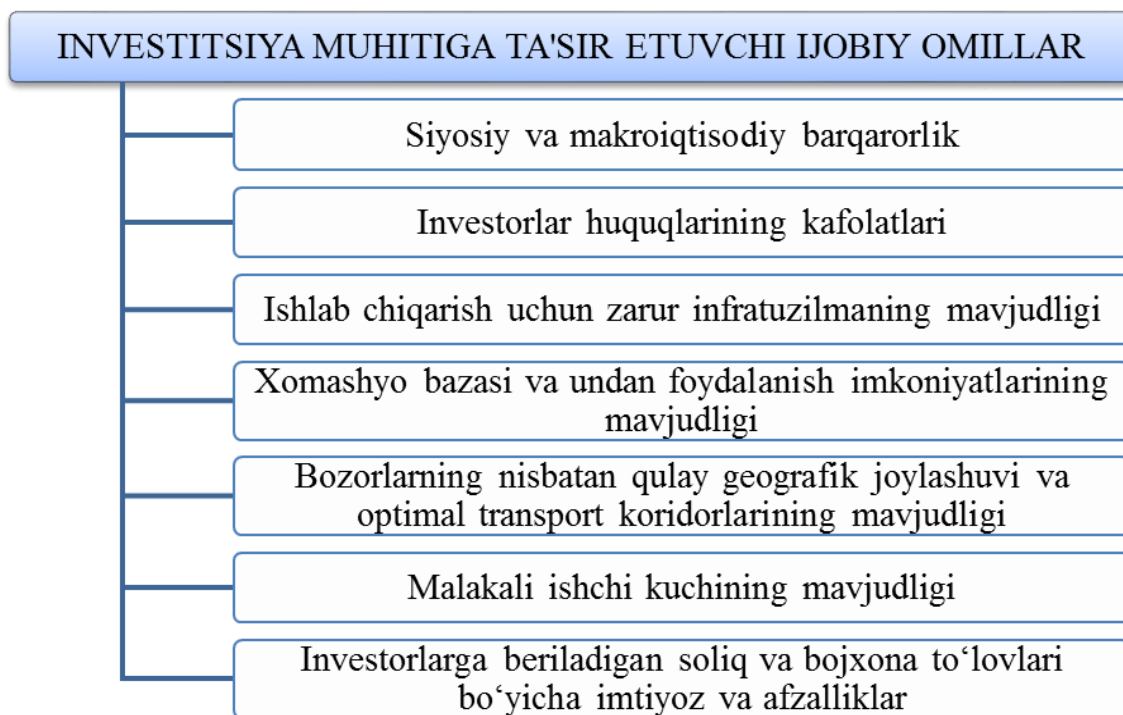 INVESTITSIYA MUHITIGA TA'SIR ETUVCHI IJOBIY OMILLAR
Siyosiy va makroiqtisodiy barqarorlik
Investorlar huquqlarining kafolatlari
Ishlab chiqarish uchun zarur infratuzilmaning mavjudligi
Xomashyo bazasi va undan foydalanish imkoniyatlarining
mavjudligi
Bozorlarning nisbatan qulay geografik joylashuvi va
optimal transport koridorlarining mavjudligi
Malakali ishchi kuchining mavjudligi
Investorlarga beriladigan soliq va bojxona to‘lovlari
bo‘yicha imtiyoz va afzalliklar